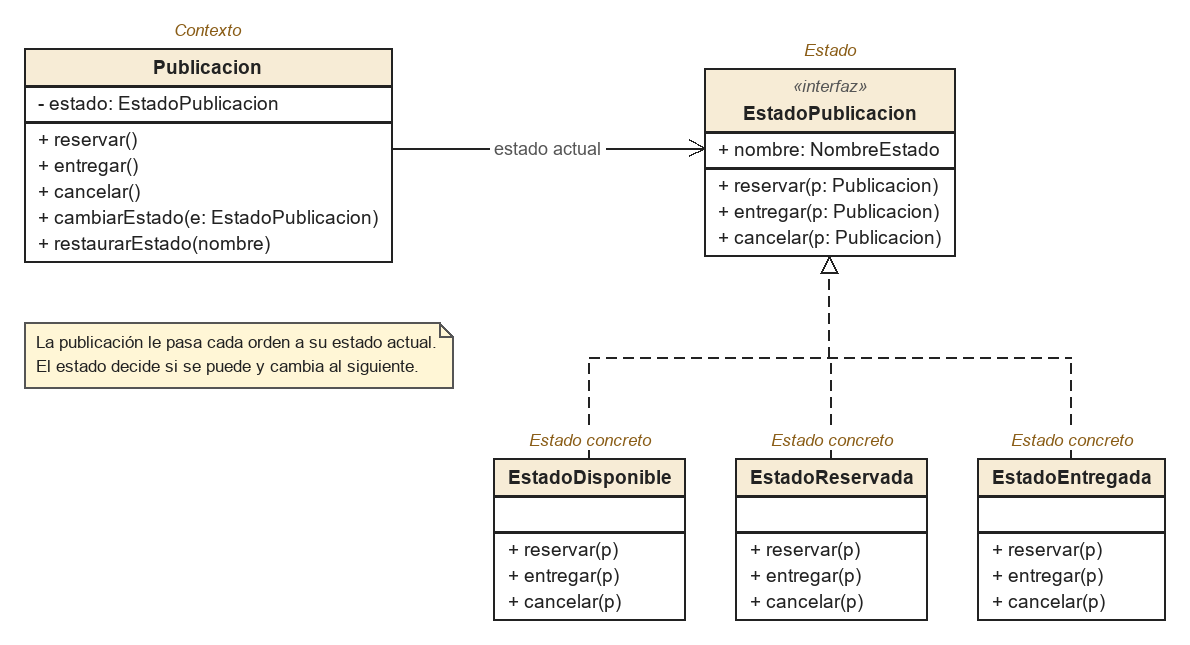 Contexto
Publicacion
- estado: EstadoPublicacion
+ reservar()
+ entregar()
+ cancelar()
+ cambiarEstado(e: EstadoPublicacion)
+ restaurarEstado(nombre)
estado actual
Estado
«interfaz»
EstadoPublicacion
+ nombre: NombreEstado
+ reservar(p: Publicacion)
+ entregar(p: Publicacion)
+ cancelar(p: Publicacion)
La publicación le pasa cada orden a su estado actual.
El estado decide si se puede y cambia al siguiente.
Estado concreto
EstadoDisponible
+ reservar(p)
+ entregar(p)
+ cancelar(p)
Estado concreto
EstadoReservada
+ reservar(p)
+ entregar(p)
+ cancelar(p)
Estado concreto
EstadoEntregada
+ reservar(p)
+ entregar(p)
+ cancelar(p)